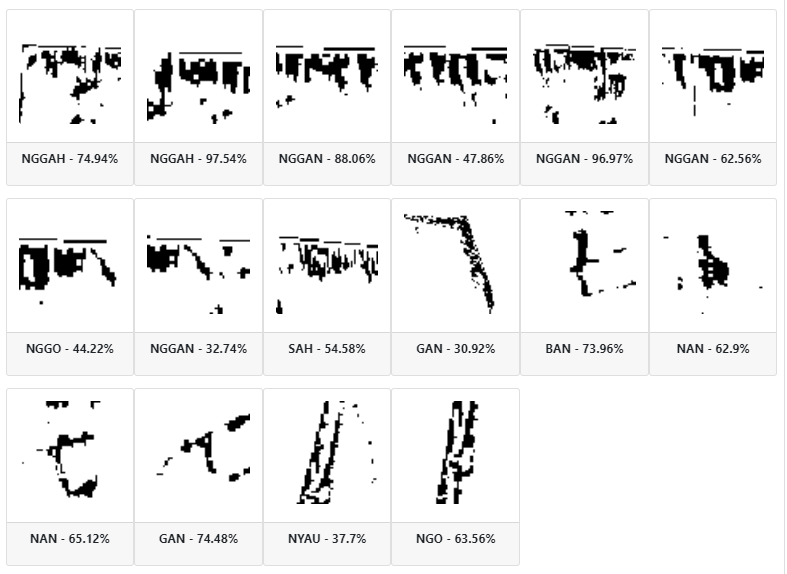 NGGAH - 74.94% NGGAH - 97.54% NGGAN - 88.06% NGGAN - 47.86% NGGAN - 96.97% NGGAN - 62.56%
NGGO - 44.22% NGGAN - 32.74% SAH - 54.58% GAN - 30.92% BAN - 73.96% NAN - 62.9%
NAN - 65.12% GAN - 74.48% NYAU - 37.7% NGO - 63.56%